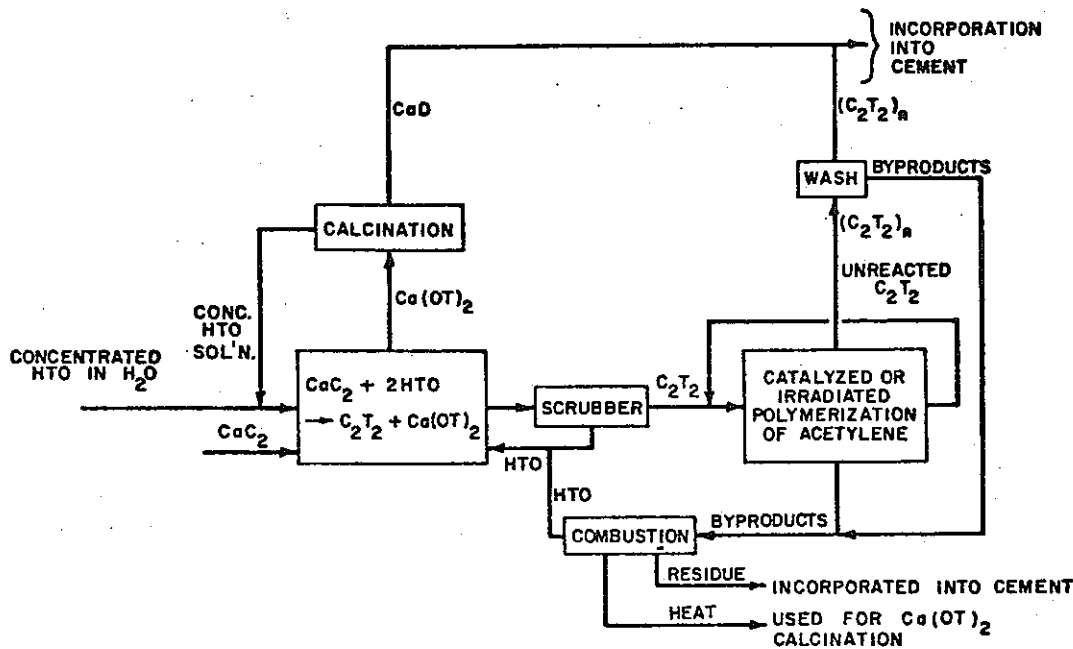 INCORPORATION
INTO
CEMENT
CaD
(C₂T₂)ₙ
WASH
BYPRODUCTS
CALCINATION
(C₂T₂)ₙ
UNREACTED
C₂T₂
Ca(OT)₂
CONC.
HTO
SOL'N.
CONCENTRATED
HTO IN H₂O
CaC₂
CaC₂ + 2HTO
→ C₂T₂ + Ca(OT)₂
SCRUBBER
C₂T₂
CATALYZED OR
IRRADIATED
POLYMERIZATION
OF ACETYLENE
HTO
HTO
COMBUSTION
BYPRODUCTS
RESIDUE
INCORPORATED INTO CEMENT
HEAT
USED FOR Ca(OT)₂
CALCINATION